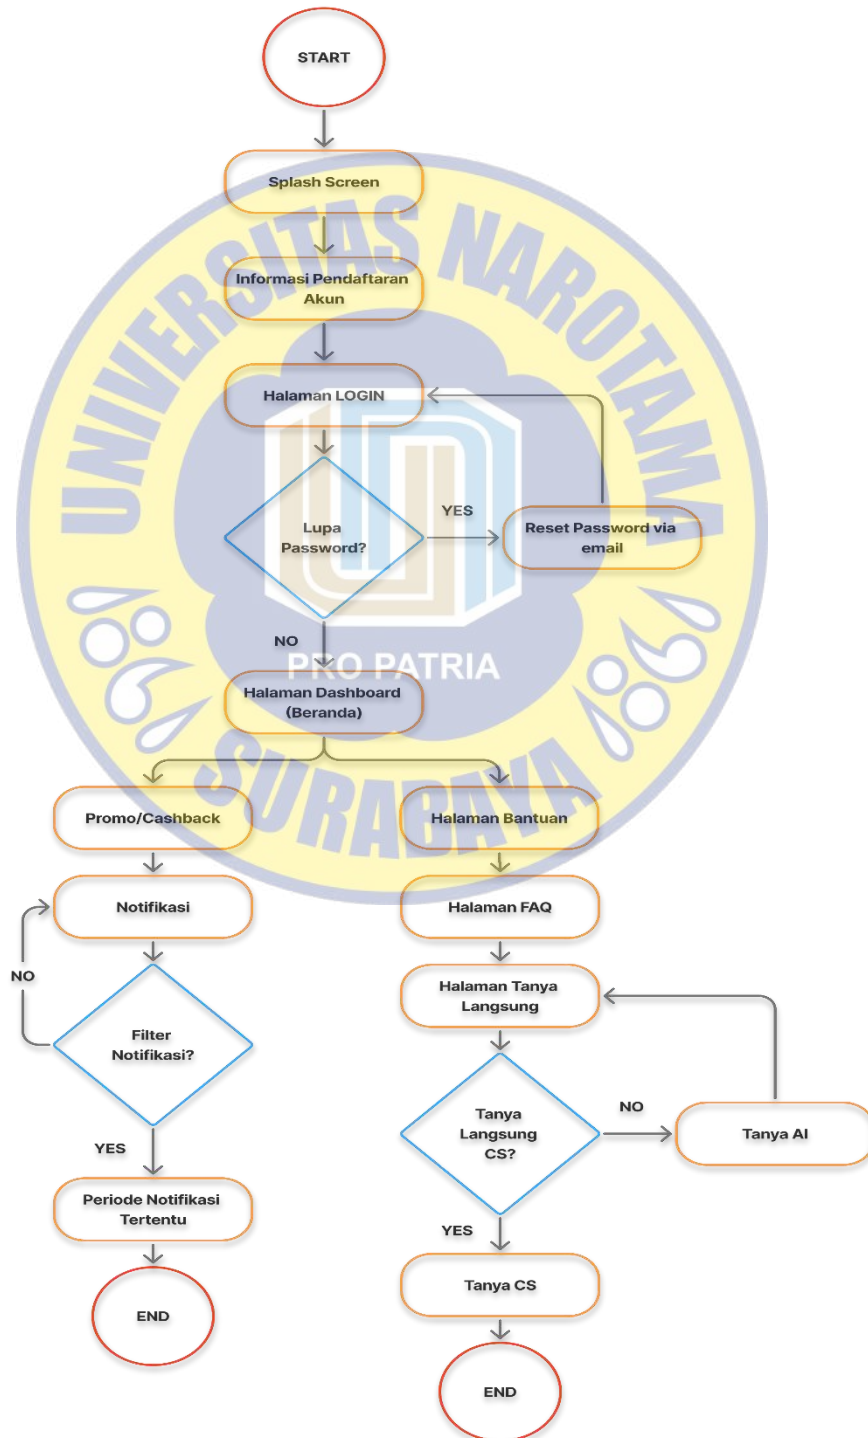 START
Splash Screen
UNIVERSITAS NAROTAMA
Informasi Pendaftaran
Akun
Halaman LOGIN
Lupa
Password?
YES
Reset Password via
email
NO
PRO PATRIA
Halaman Dashboard
(Beranda)
SURABAYA
Promo/Cashback
Halaman Bantuan
Notifikasi
Halaman FAQ
NO
Halaman Tanya
Langsung
Filter
Notifikasi?
Tanya
Langsung
CS?
NO
Tanya AI
YES
Periode Notifikasi
Tertentu
YES
Tanya CS
END
END